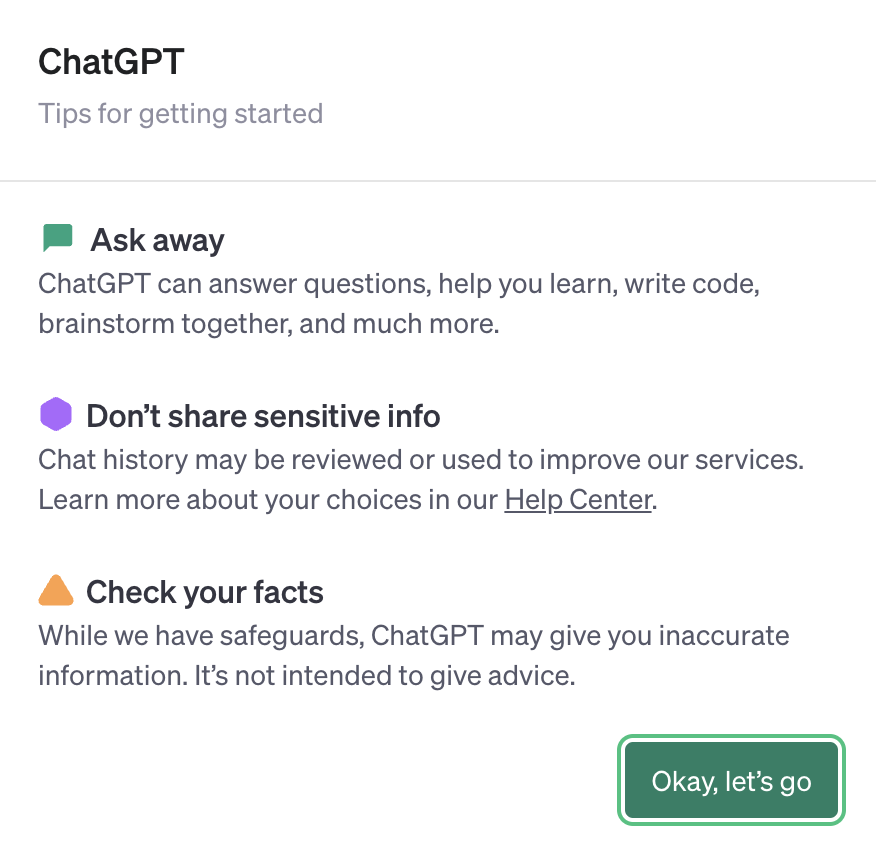 ChatGPT
Tips for getting started
Ask away
ChatGPT can answer questions, help you learn, write code,
brainstorm together, and much more.
Don’t share sensitive info
Chat history may be reviewed or used to improve our services.
Learn more about your choices in our Help Center.
Check your facts
While we have safeguards, ChatGPT may give you inaccurate
information. It’s not intended to give advice.
Okay, let’s go